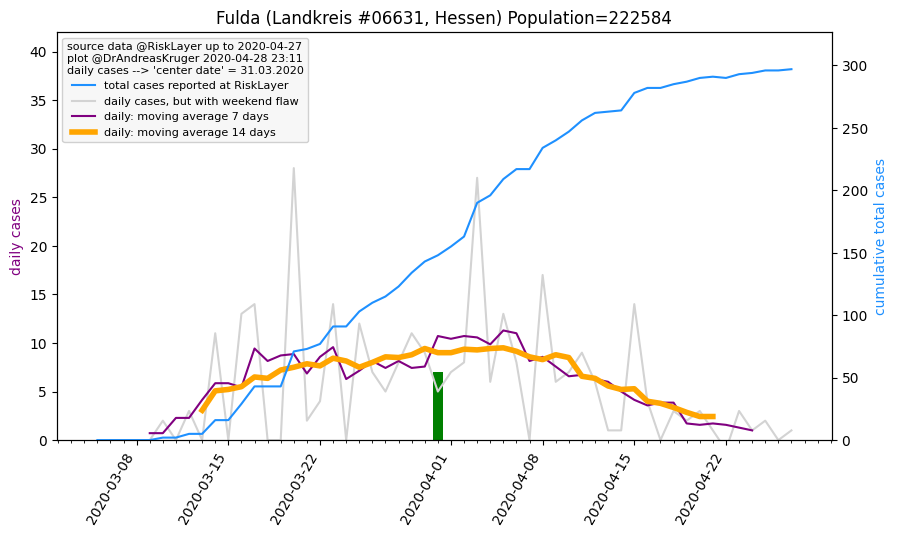 Fulda (Landkreis #06631, Hessen) Population=222584
source data @RiskLayer up to 2020-04-27
plot @DrAndreasKruger 2020-04-28 23:11
daily cases --> 'center date' = 31.03.2020
total cases reported at RiskLayer
daily cases, but with weekend flaw
daily: moving average 7 days
daily: moving average 14 days
daily cases
40
35
30
25
20
15
10
5
0
cumulative total cases
300
250
200
150
100
50
0
2020-03-08
2020-03-15
2020-03-22
2020-04-01
2020-04-08
2020-04-15
2020-04-22